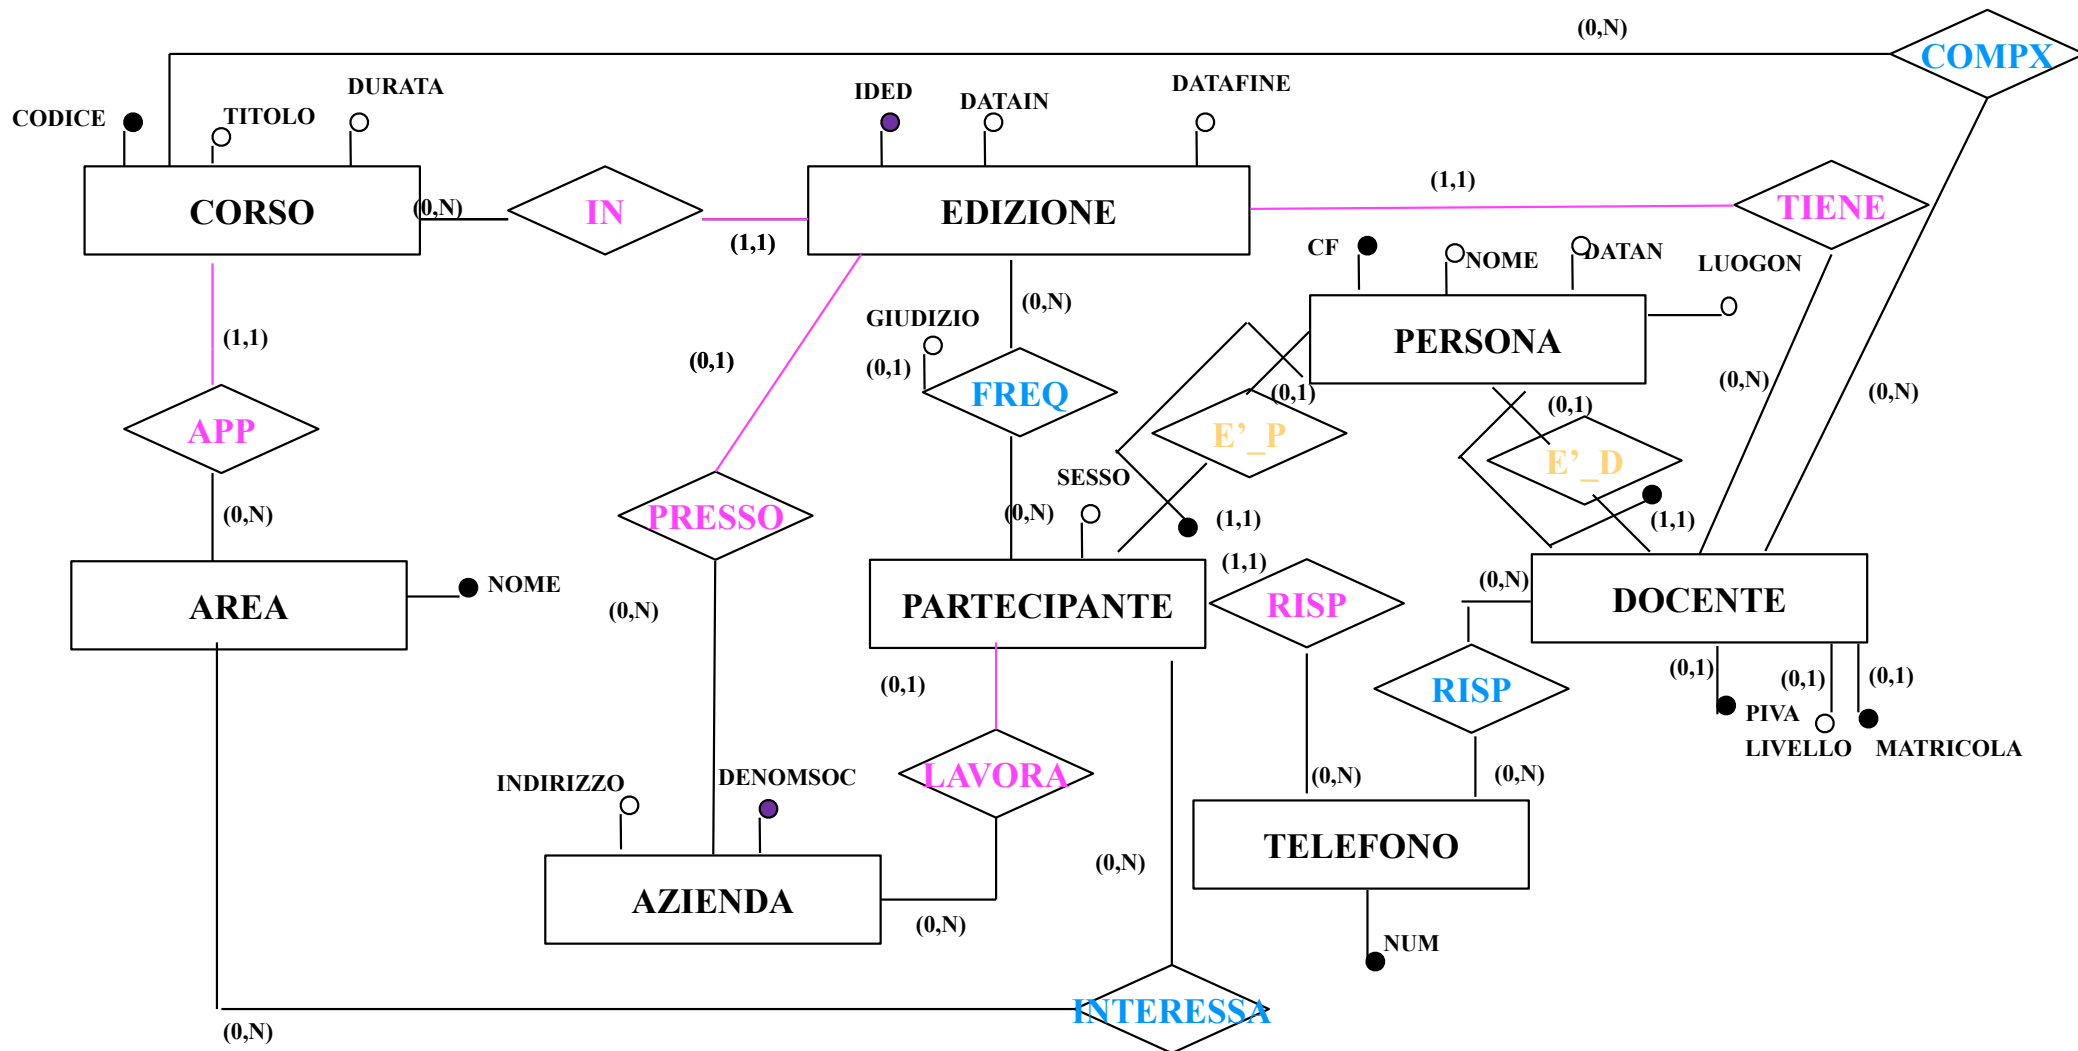 (0,N)
COMPX
DURATA
IDED
DATAIN
DATAFINE
CODICE
TITOLO
CORSO
(0,N)
IN
(1,1)
EDIZIONE
(1,1)
TIENE
CF
NOME
DATAN
LUOGON
PERSONA
(1,1)
(0,1)
GIUDIZIO
(0,1)
(0,N)
FREQ
(0,1)
(0,1)
(0,N)
(0,N)
APP
E’_P
E’_D
SESSO
(0,N)
PRESSO
(0,N)
(1,1)
(1,1)
(1,1)
AREA
NOME
(0,N)
PARTECIPANTE
RISP
(0,N)
DOCENTE
(0,1)
RISP
(0,1)
(0,1)
(0,1)
PIVA
LIVELLO
MATRICOLA
INDIRIZZO
DENOMSOC
LAVORA
(0,N)
(0,N)
TELEFONO
(0,N)
AZIENDA
(0,N)
NUM
INTERESSA
(0,N)